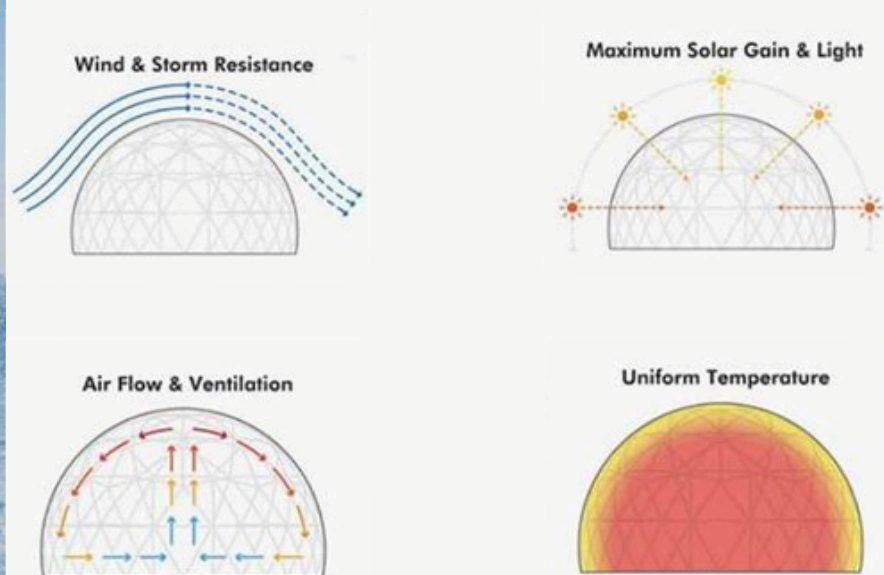 Wind & Storm Resistance
Maximum Solar Gain & Light
Air Flow & Ventilation
Uniform Temperature